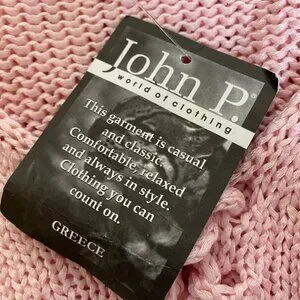 John P.®
world of clothing
This garment is casual
and classic.
Comfortable, relaxed
and always in style.
Clothing you can
count on.
GREECE